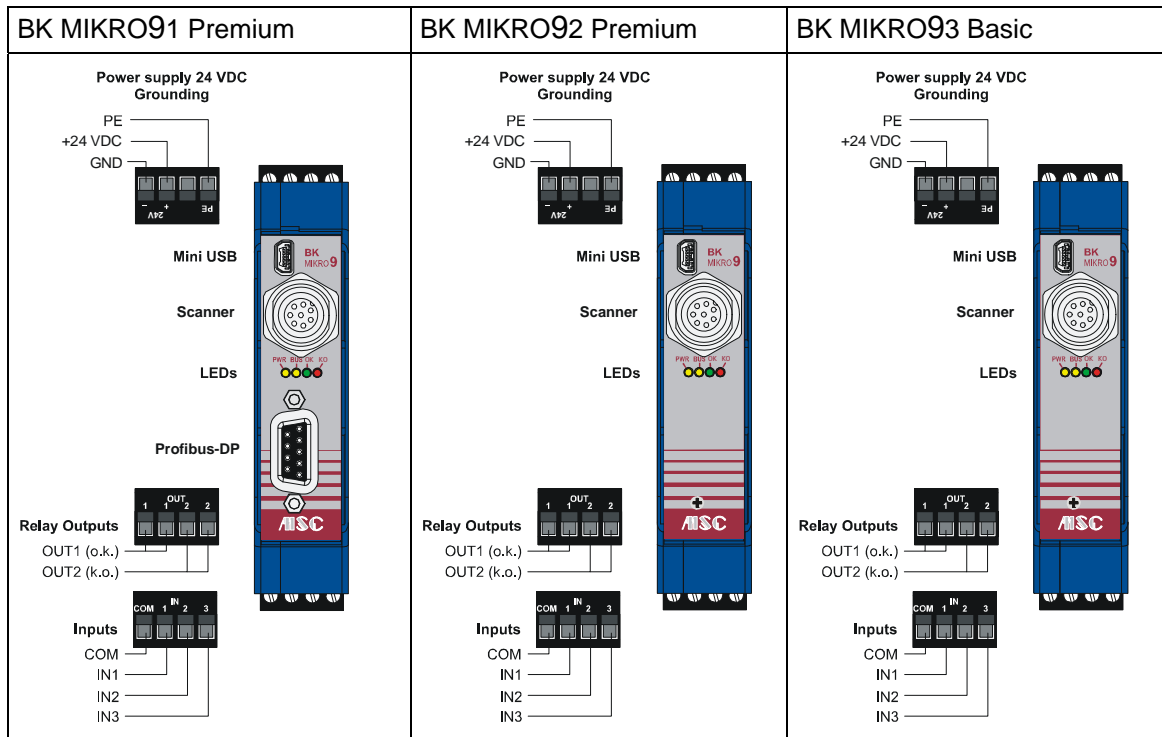 BK MIKRO91 Premium
Power supply 24 VDC
Grounding
PE
+24 VDC
GND
– + PE
24V
Mini USB
BK
MIKRO9
Scanner
PWR BUS OK KO
LEDs
Profibus-DP
OUT
1 1 2 2
Relay Outputs
OUT1 (o.k.)
OUT2 (k.o.)
MSC
IN
COM 1 2 3
Inputs
COM
IN1
IN2
IN3
BK MIKRO92 Premium
Power supply 24 VDC
Grounding
PE
+24 VDC
GND
– + PE
24V
Mini USB
BK
MIKRO9
Scanner
PWR BUS OK KO
LEDs
OUT
1 1 2 2
Relay Outputs
OUT1 (o.k.)
OUT2 (k.o.)
MSC
IN
COM 1 2 3
Inputs
COM
IN1
IN2
IN3
BK MIKRO93 Basic
Power supply 24 VDC
Grounding
PE
+24 VDC
GND
– + PE
24V
Mini USB
BK
MIKRO9
Scanner
PWR BUS OK KO
LEDs
OUT
1 1 2 2
Relay Outputs
OUT1 (o.k.)
OUT2 (k.o.)
MSC
IN
COM 1 2 3
Inputs
COM
IN1
IN2
IN3